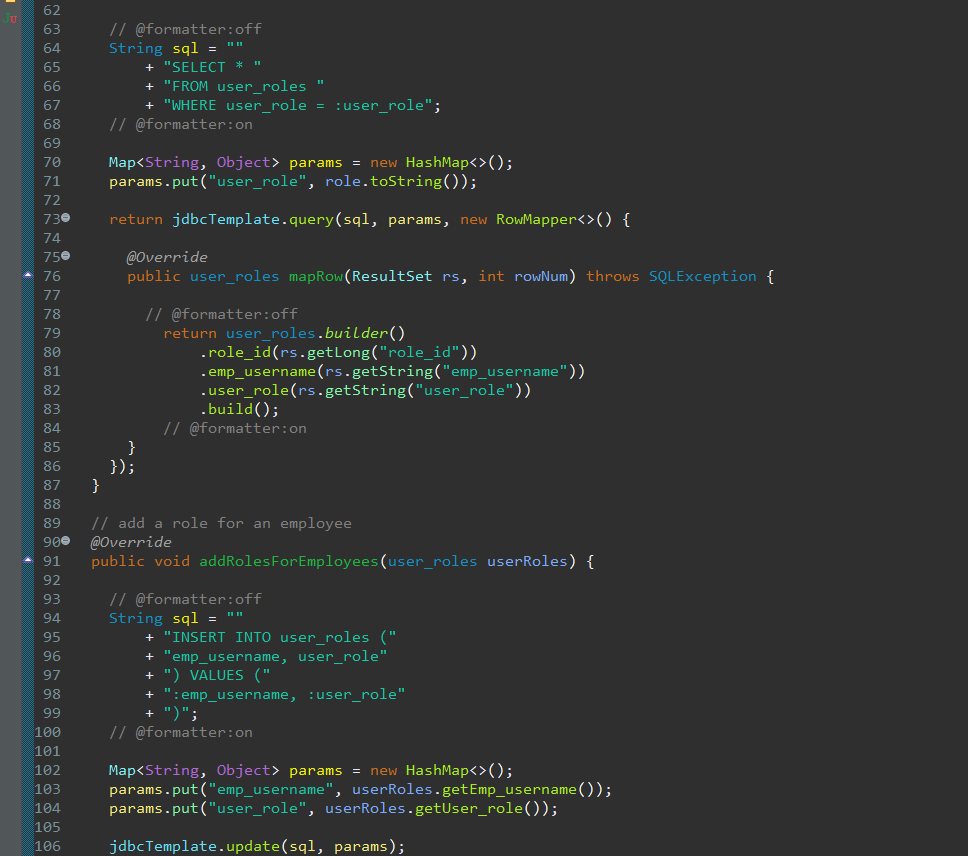 62
63 // @formatter:off
64 String sql = ""
65 + "SELECT * "
66 + "FROM user_roles "
67 + "WHERE user_role = :user_role";
68 // @formatter:on
69
70 Map<String, Object> params = new HashMap<>();
71 params.put("user_role", role.toString());
72
73 return jdbcTemplate.query(sql, params, new RowMapper<>() {
74
75 @Override
76 public user_roles mapRow(ResultSet rs, int rowNum) throws SQLException {
77
78 // @formatter:off
79 return user_roles.builder()
80 .role_id(rs.getLong("role_id"))
81 .emp_username(rs.getString("emp_username"))
82 .user_role(rs.getString("user_role"))
83 .build();
84 // @formatter:on
85 }
86 });
87 }
88
89 // add a role for an employee
90 @Override
91 public void addRolesForEmployees(user_roles userRoles) {
92
93 // @formatter:off
94 String sql = ""
95 + "INSERT INTO user_roles ("
96 + "emp_username, user_role"
97 + ") VALUES ("
98 + ":emp_username, :user_role"
99 + ")";
100 // @formatter:on
101
102 Map<String, Object> params = new HashMap<>();
103 params.put("emp_username", userRoles.getEmp_username());
104 params.put("user_role", userRoles.getUser_role());
105
106 jdbcTemplate.update(sql, params);